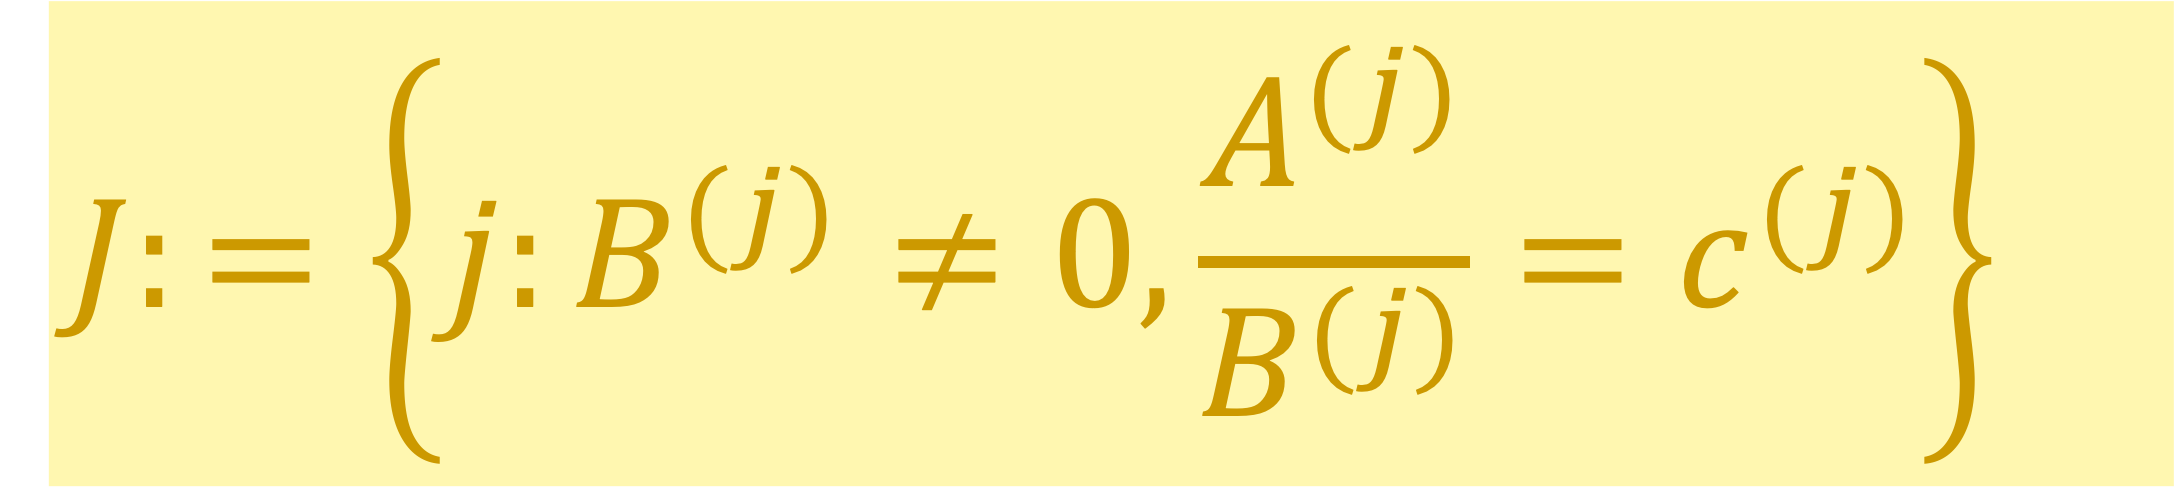 J := { j : B^(j) ≠ 0, A^(j)/B^(j) = c^(j) }